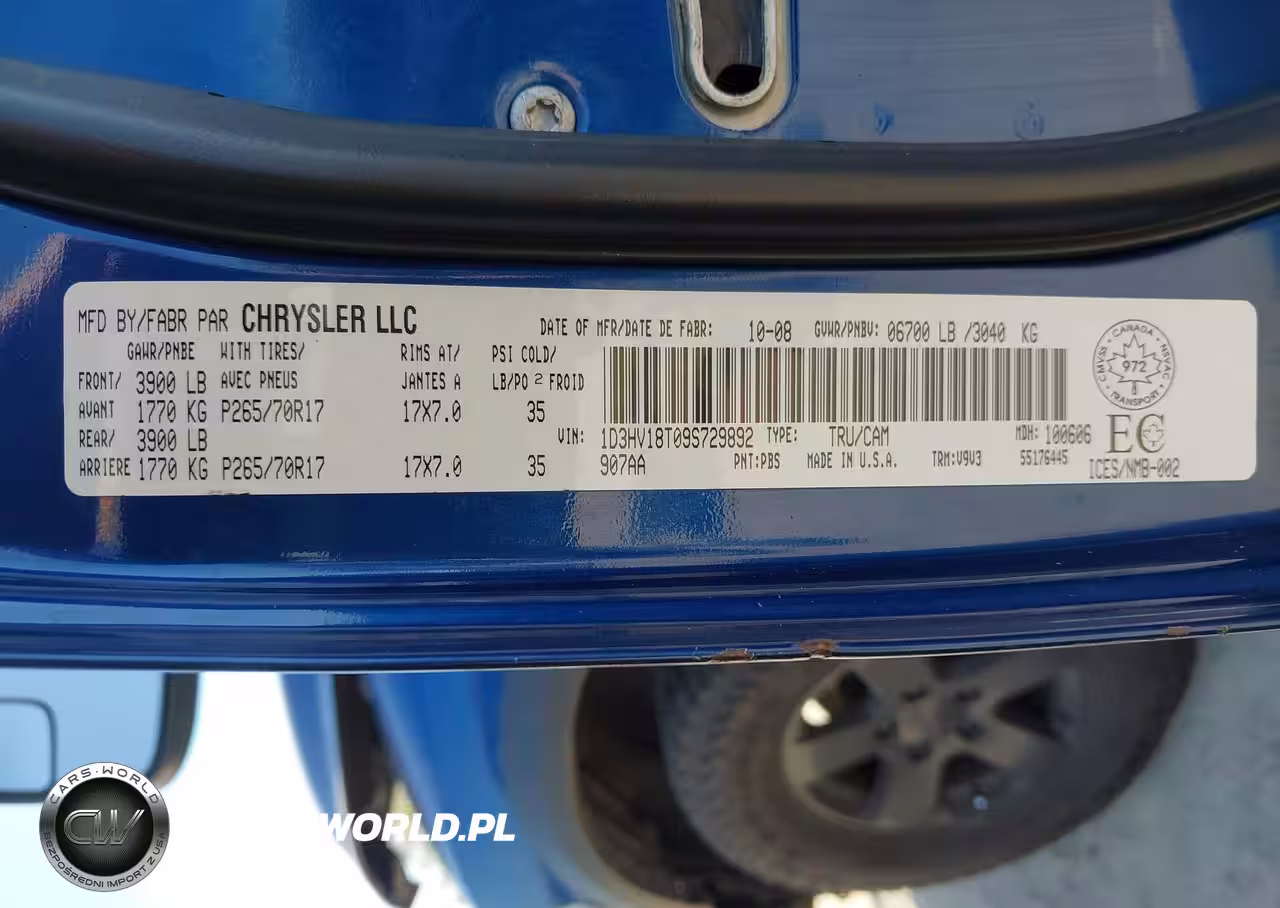 MFD BY/FABR PAR CHRYSLER LLC DATE OF MFR/DATE DE FABR: 10-08 GVWR/PNBV: 06700 LB /3040 KG
GAWR/PNBE WITH TIRES/ RIMS AT/ PSI COLD/
FRONT/ 3900 LB AVEC PNEUS JANTES A LB/PO 2 FROID
AVANT 1770 KG P265/70R17 17X7.0 35
REAR/ 3900 LB VIN: 1D3HV18T09S729892 TYPE: TRU/CAM MDH: 100606
ARRIERE 1770 KG P265/70R17 17X7.0 35 907AA PNT:PBS MADE IN U.S.A. TRM:V9V3 55176445
CANADA
CMVSS 972 NSVAC
TRANSPORT
EC
ICES/NMB-002
CARS-WORLD
CW
BEZPOŚREDNI IMPORT Z USA
WORLD.PL